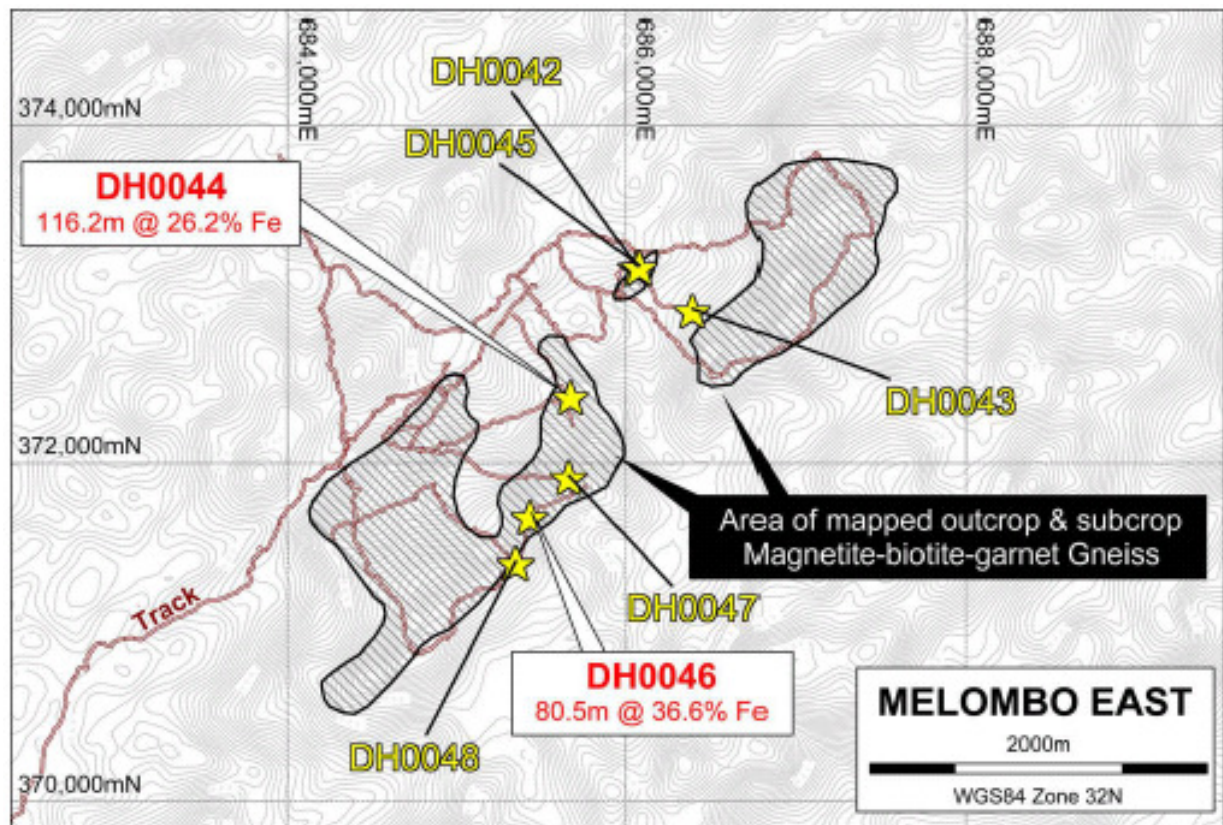 684,000mE
686,000mE
688,000mE
DH0042
374,000mN
DH0045
DH0044
116.2m @ 26.2% Fe
DH0043
372,000mN
Area of mapped outcrop & subcrop
Magnetite-biotite-garnet Gneiss
Track
DH0047
DH0046
80.5m @ 36.6% Fe
DH0048
MELOMBO EAST
2000m
WGS84 Zone 32N
370,000mN